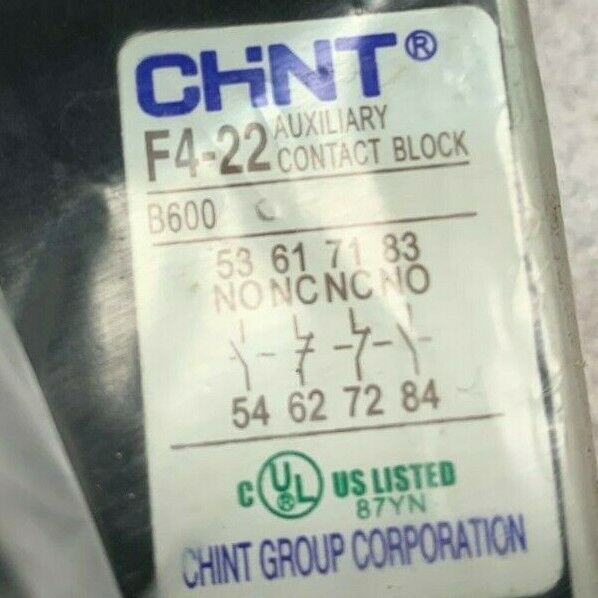 CHINT®
F4-22 AUXILIARY CONTACT BLOCK
B600
53 61 71 83
NO NC NC NO
54 62 72 84
C UL® US LISTED
87YN
CHINT GROUP CORPORATION